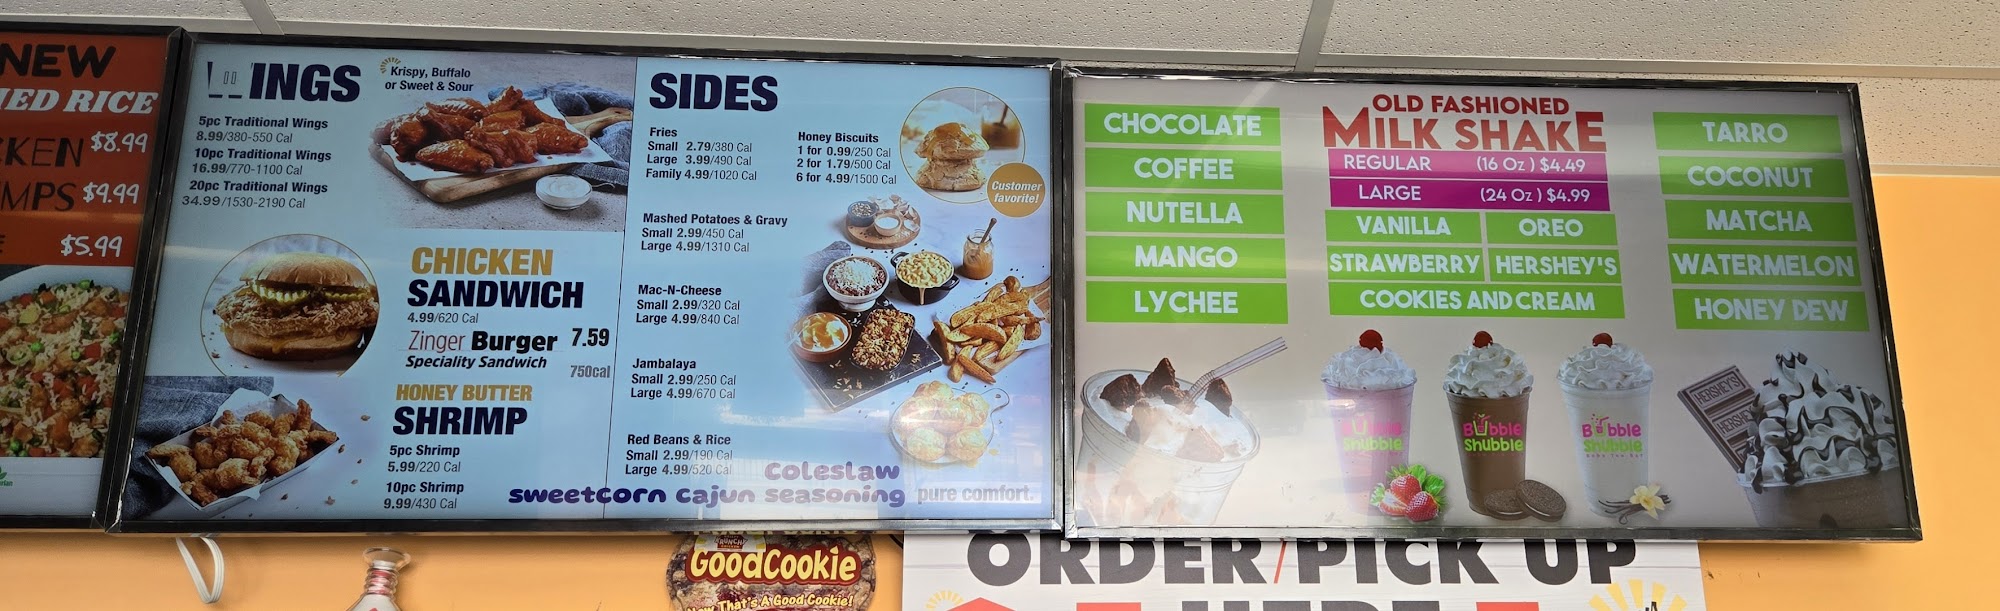 NEW
IED RICE
KEN $8.99
MPS $9.99
$5.99
WINGS
Krispy, Buffalo
or Sweet & Sour
5pc Traditional Wings
8.99/380-550 Cal
10pc Traditional Wings
16.99/770-1100 Cal
20pc Traditional Wings
34.99/1530-2190 Cal
CHICKEN
SANDWICH
4.99/620 Cal
Zinger Burger 7.59
Speciality Sandwich
750cal
HONEY BUTTER
SHRIMP
5pc Shrimp
5.99/220 Cal
10pc Shrimp
9.99/430 Cal
SIDES
Fries
Small 2.79/380 Cal
Large 3.99/490 Cal
Family 4.99/1020 Cal
Honey Biscuits
1 for 0.99/250 Cal
2 for 1.79/500 Cal
6 for 4.99/1500 Cal
Customer
favorite!
Mashed Potatoes & Gravy
Small 2.99/450 Cal
Large 4.99/1310 Cal
Mac-N-Cheese
Small 2.99/320 Cal
Large 4.99/840 Cal
Jambalaya
Small 2.99/250 Cal
Large 4.99/670 Cal
Red Beans & Rice
Small 2.99/190 Cal
Large 4.99/520 Cal
coleslaw
sweetcorn cajun seasoning
pure comfort.
CHOCOLATE
COFFEE
NUTELLA
MANGO
LYCHEE
OLD FASHIONED
MILK SHAKE
REGULAR (16 Oz ) $4.49
LARGE (24 Oz ) $4.99
VANILLA OREO
STRAWBERRY HERSHEY'S
COOKIES AND CREAM
TARRO
COCONUT
MATCHA
WATERMELON
HONEY DEW
Bubble
Shubble
Bubble
Shubble
Bubble
Shubble
HERSHEY'S
HERSHEY'S
GoodCookie
Now That's A Good Cookie!
ORDER/PICK UP
HERE